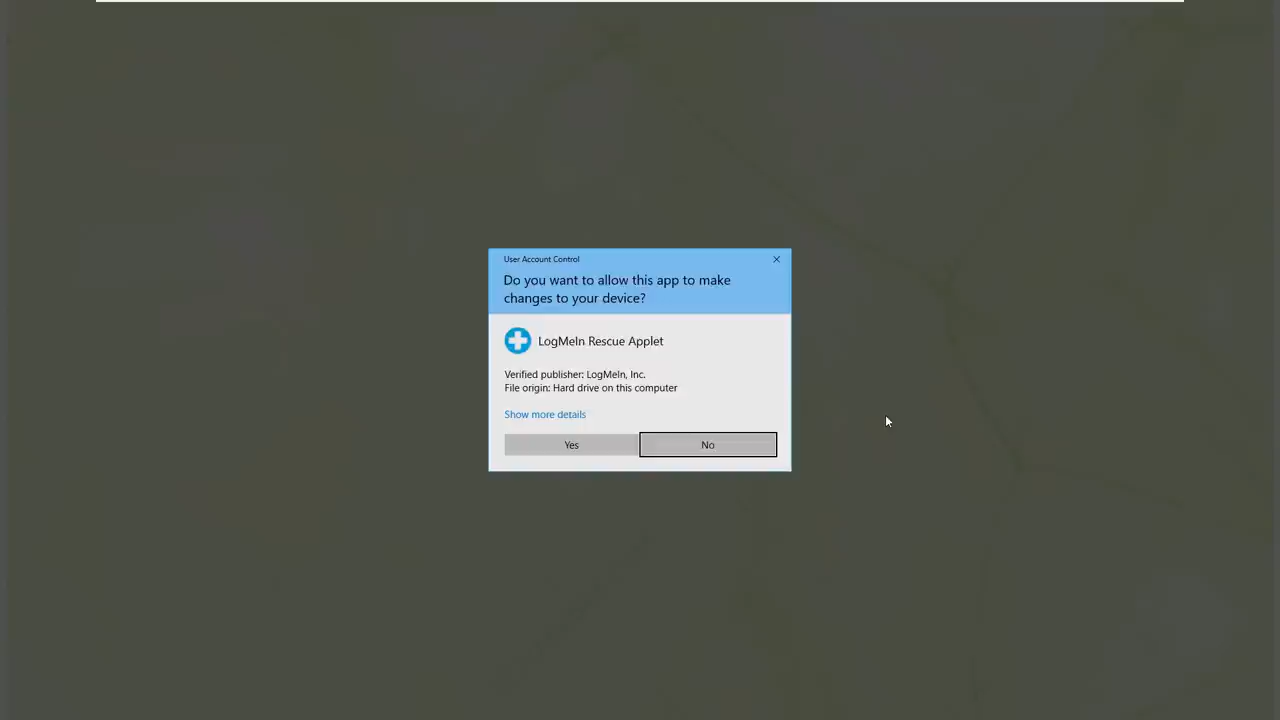 User Account Control
Do you want to allow this app to make
changes to your device?
LogMeIn Rescue Applet
Verified publisher: LogMeIn, Inc.
File origin: Hard drive on this computer
Show more details
Yes
No